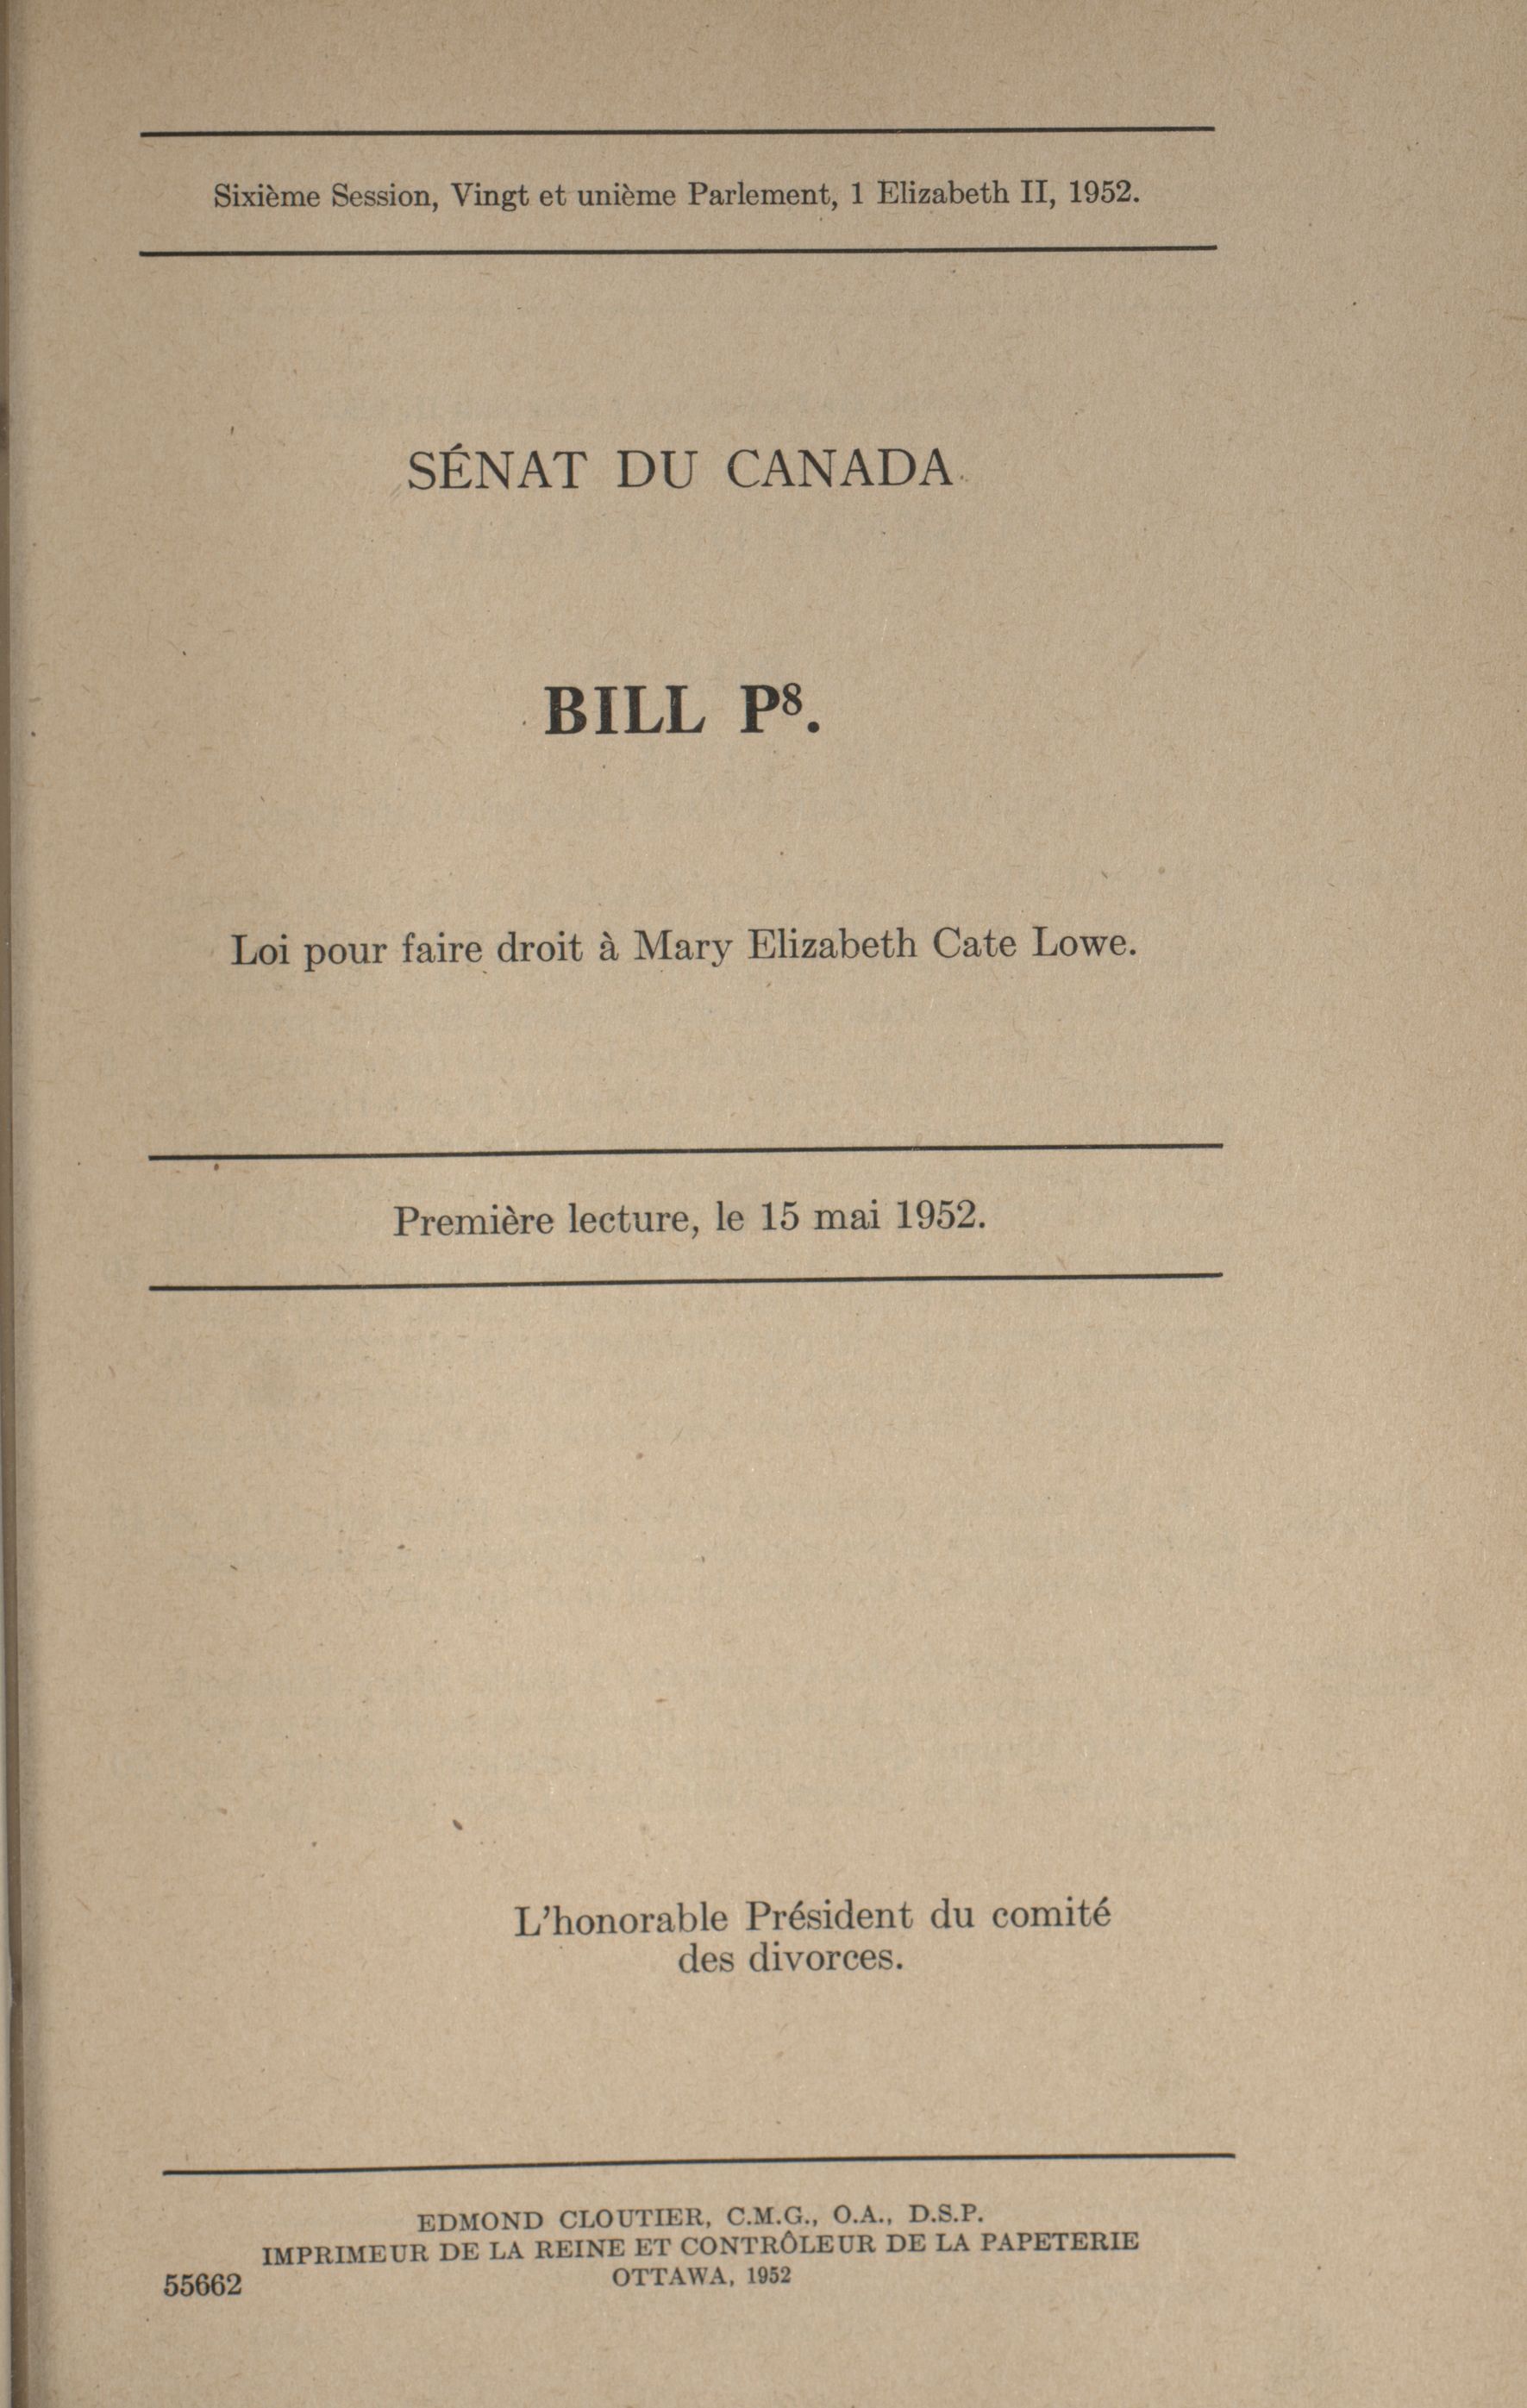 Sixième Session, Vingt et unième Parlement, 1 Elizabeth II, 1952.
SÉNAT DU CANADA
BILL P⁸.
Loi pour faire droit à Mary Elizabeth Cate Lowe.
Première lecture, le 15 mai 1952.
L'honorable Président du comité
des divorces.
EDMOND CLOUTIER, C.M.G., O.A., D.S.P.
IMPRIMEUR DE LA REINE ET CONTRÔLEUR DE LA PAPETERIE
OTTAWA, 1952
55662